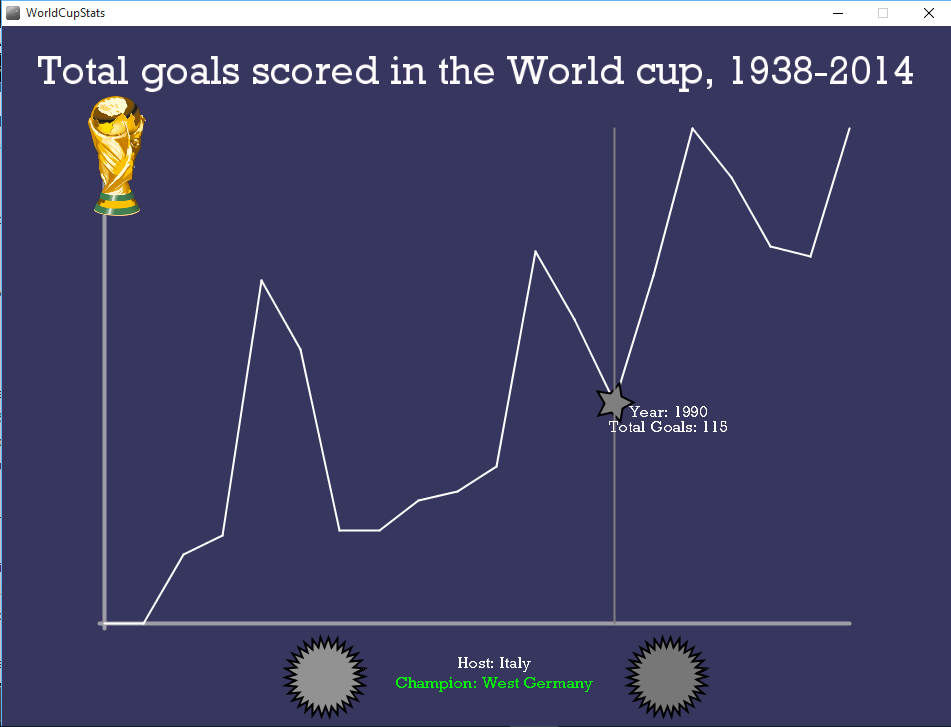 WorldCupStats
Total goals scored in the World cup, 1938-2014
Year: 1990
Total Goals: 115
Host: Italy
Champion: West Germany